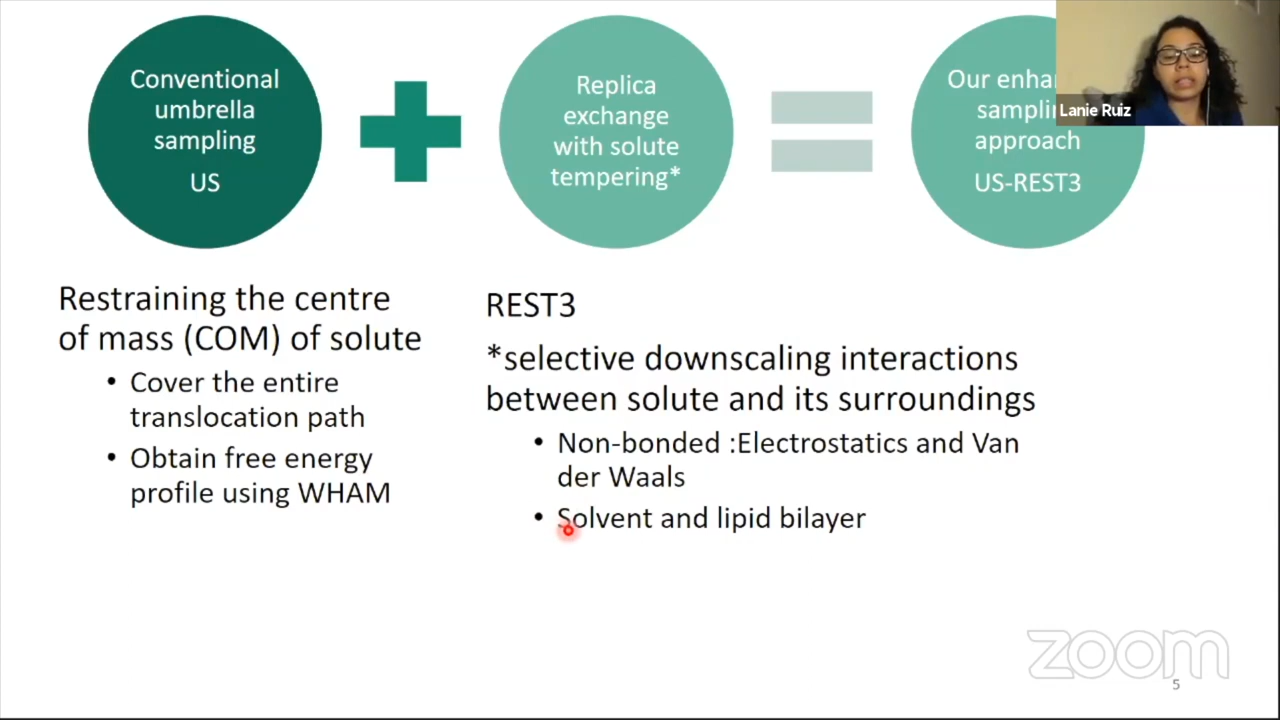 Conventional
umbrella
sampling
US
Replica
exchange
with solute
tempering*
Our
approach
US-REST3
Lanie Ruiz
Restraining the centre
of mass (COM) of solute
• Cover the entire
translocation path
• Obtain free energy
profile using WHAM
REST3
*selective downscaling interactions
between solute and its surroundings
• Non-bonded :Electrostatics and Van
der Waals
• Solvent and lipid bilayer
zoom
5